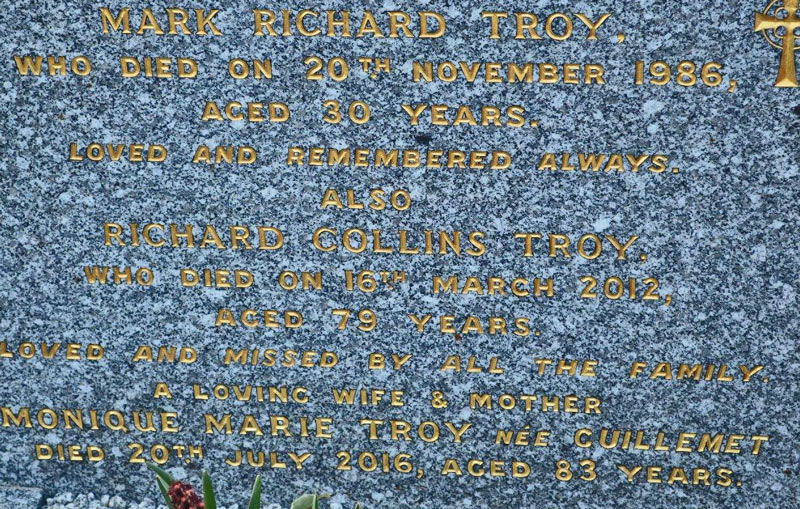 MARK RICHARD COLLINS TROY,
WHO DIED ON 20TH NOVEMBER 1986,
AGED 30 YEARS.
LOVED AND REMEMBERED ALWAYS.
ALSO
RICHARD COLLINS TROY.
WHO DIED ON 16TH MARCH 2012,
AGED 79 YEARS.
LOVED AND MISSED BY ALL THE FAMILY.
A LOVING WIFE & MOTHER
MONIQUE MARIE TROY NÉE GUILLEMET
DIED 20TH JULY 2016, AGED 83 YEARS.